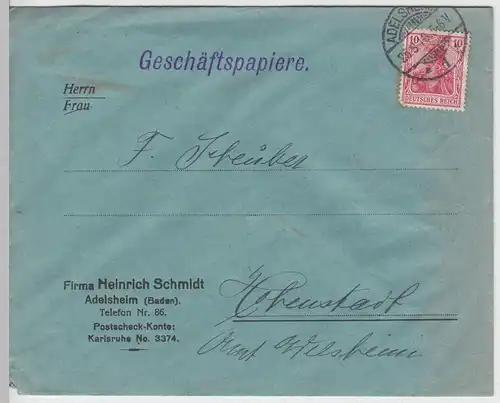 Geschäftspapiere.
ADELSHEIM
10 10
DEUTSCHES REICH
Herrn
Frau
F. Steuber
Firma Heinrich Schmidt
Adelsheim (Baden).
Telefon Nr. 86.
Postscheck-Konto:
Karlsruhe No. 3374.
Hohenstadt
Amt Adelsheim